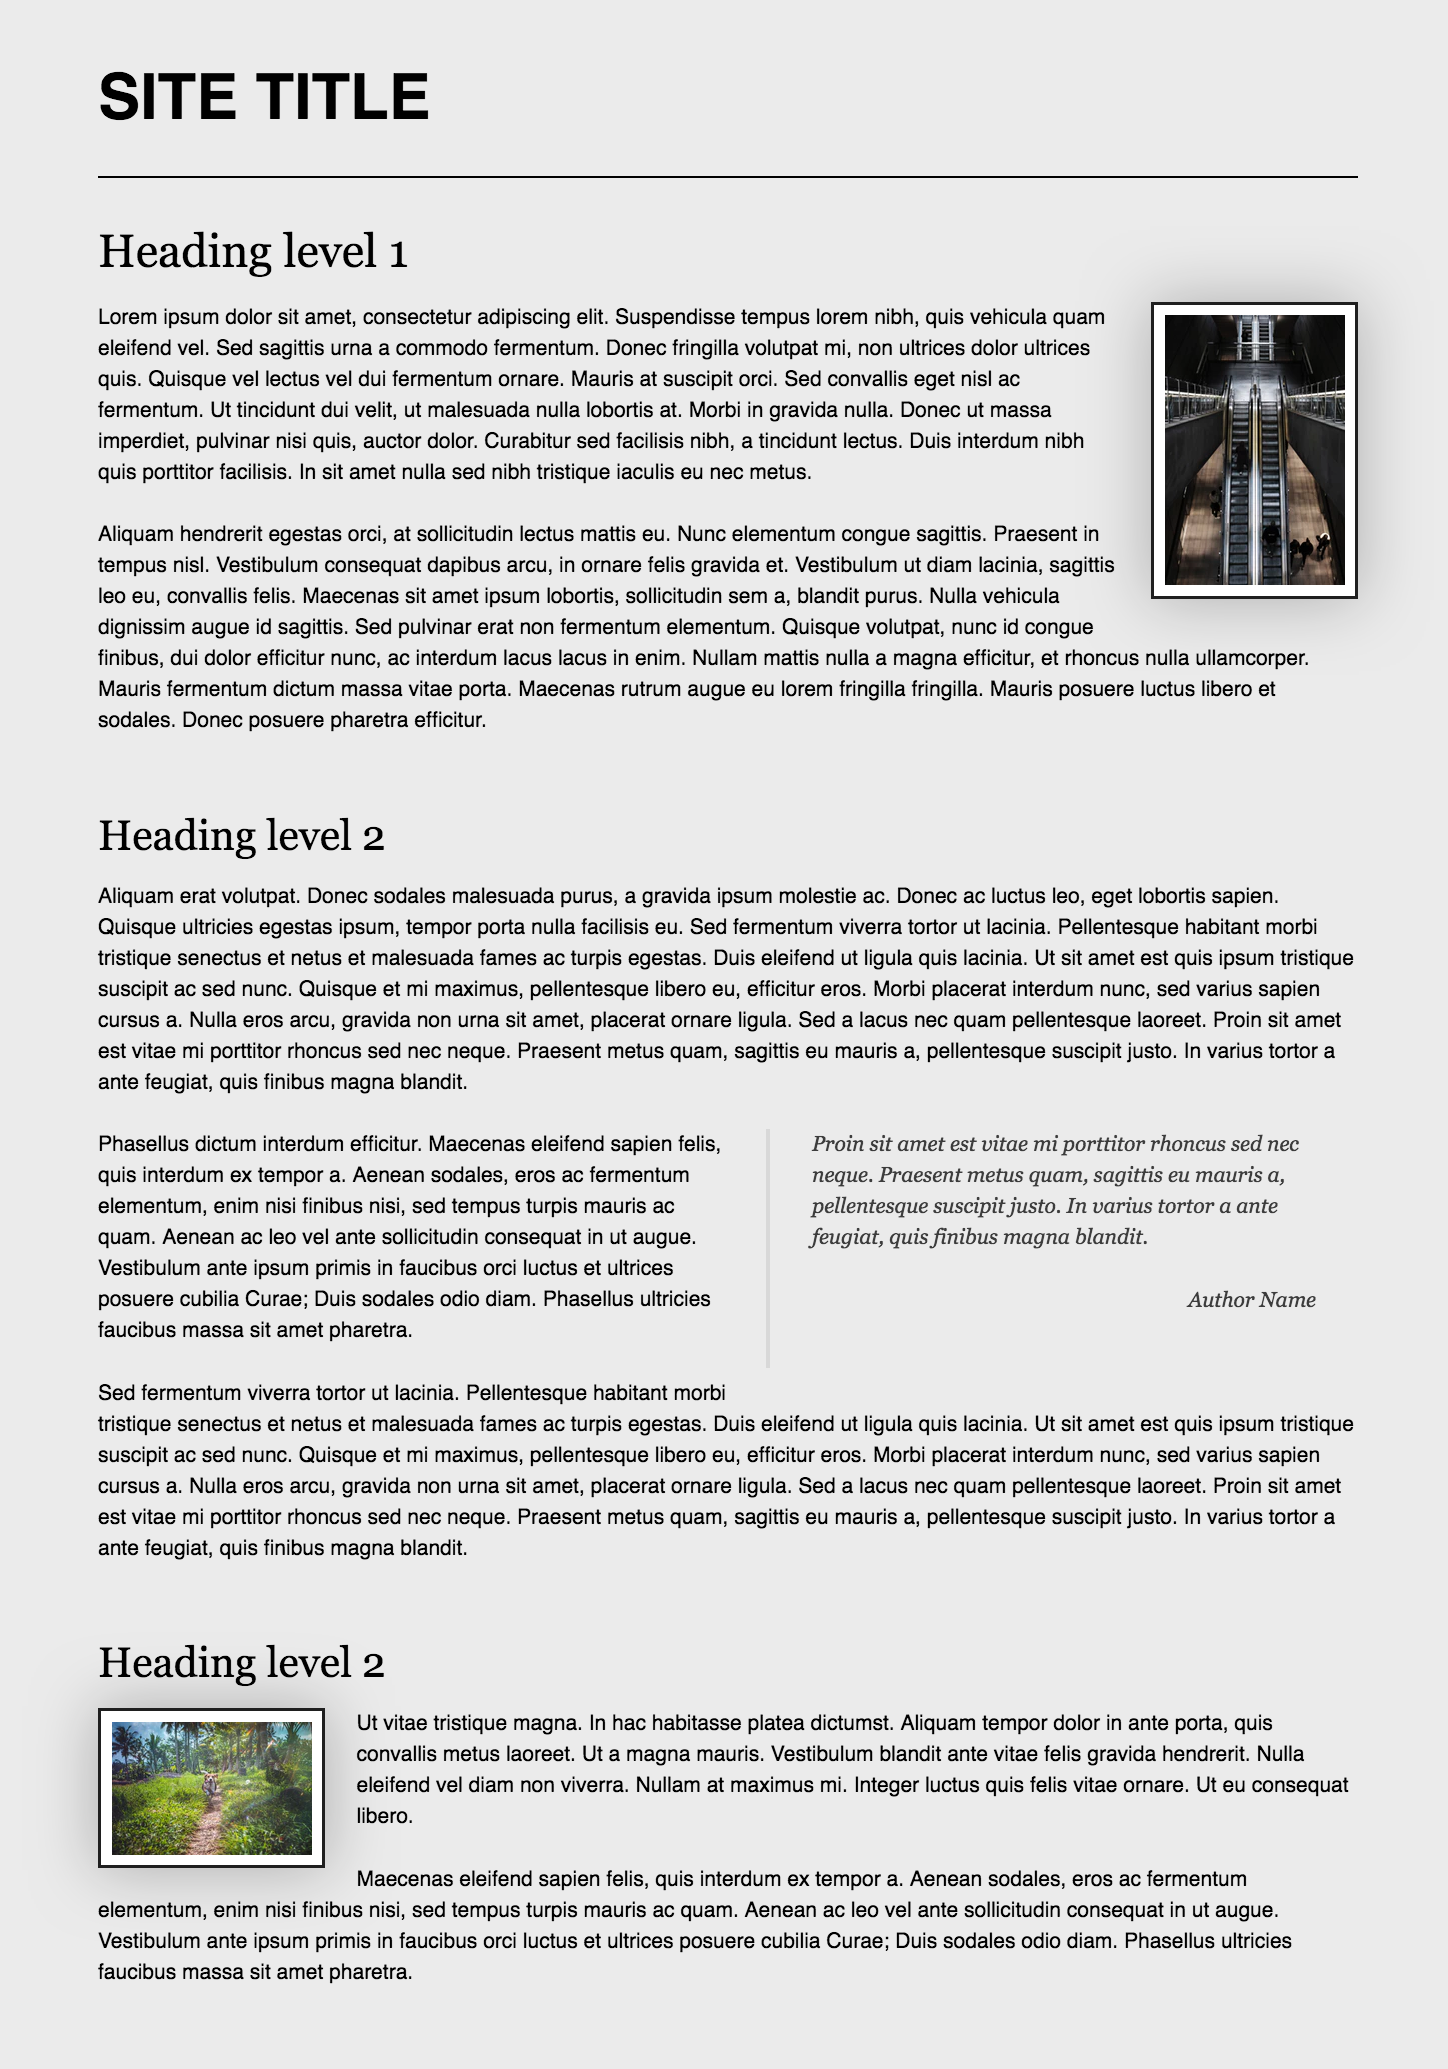 SITE TITLE
Heading level 1
Lorem ipsum dolor sit amet, consectetur adipiscing elit. Suspendisse tempus lorem nibh, quis vehicula quam
eleifend vel. Sed sagittis urna a commodo fermentum. Donec fringilla volutpat mi, non ultrices dolor ultrices
quis. Quisque vel lectus vel dui fermentum ornare. Mauris at suscipit orci. Sed convallis eget nisl ac
fermentum. Ut tincidunt dui velit, ut malesuada nulla lobortis at. Morbi in gravida nulla. Donec ut massa
imperdiet, pulvinar nisi quis, auctor dolor. Curabitur sed facilisis nibh, a tincidunt lectus. Duis interdum nibh
quis porttitor facilisis. In sit amet nulla sed nibh tristique iaculis eu nec metus.
Aliquam hendrerit egestas orci, at sollicitudin lectus mattis eu. Nunc elementum congue sagittis. Praesent in
tempus nisl. Vestibulum consequat dapibus arcu, in ornare felis gravida et. Vestibulum ut diam lacinia, sagittis
leo eu, convallis felis. Maecenas sit amet ipsum lobortis, sollicitudin sem a, blandit purus. Nulla vehicula
dignissim augue id sagittis. Sed pulvinar erat non fermentum elementum. Quisque volutpat, nunc id congue
finibus, dui dolor efficitur nunc, ac interdum lacus lacus in enim. Nullam mattis nulla a magna efficitur, et rhoncus nulla ullamcorper.
Mauris fermentum dictum massa vitae porta. Maecenas rutrum augue eu lorem fringilla fringilla. Mauris posuere luctus libero et
sodales. Donec posuere pharetra efficitur.
Heading level 2
Aliquam erat volutpat. Donec sodales malesuada purus, a gravida ipsum molestie ac. Donec ac luctus leo, eget lobortis sapien.
Quisque ultricies egestas ipsum, tempor porta nulla facilisis eu. Sed fermentum viverra tortor ut lacinia. Pellentesque habitant morbi
tristique senectus et netus et malesuada fames ac turpis egestas. Duis eleifend ut ligula quis lacinia. Ut sit amet est quis ipsum tristique
suscipit ac sed nunc. Quisque et mi maximus, pellentesque libero eu, efficitur eros. Morbi placerat interdum nunc, sed varius sapien
cursus a. Nulla eros arcu, gravida non urna sit amet, placerat ornare ligula. Sed a lacus nec quam pellentesque laoreet. Proin sit amet
est vitae mi porttitor rhoncus sed nec neque. Praesent metus quam, sagittis eu mauris a, pellentesque suscipit justo. In varius tortor a
ante feugiat, quis finibus magna blandit.
Phasellus dictum interdum efficitur. Maecenas eleifend sapien felis,
quis interdum ex tempor a. Aenean sodales, eros ac fermentum
elementum, enim nisi finibus nisi, sed tempus turpis mauris ac
quam. Aenean ac leo vel ante sollicitudin consequat in ut augue.
Vestibulum ante ipsum primis in faucibus orci luctus et ultrices
posuere cubilia Curae; Duis sodales odio diam. Phasellus ultricies
faucibus massa sit amet pharetra.
Proin sit amet est vitae mi porttitor rhoncus sed nec
neque. Praesent metus quam, sagittis eu mauris a,
pellentesque suscipit justo. In varius tortor a ante
feugiat, quis finibus magna blandit.
Author Name
Sed fermentum viverra tortor ut lacinia. Pellentesque habitant morbi
tristique senectus et netus et malesuada fames ac turpis egestas. Duis eleifend ut ligula quis lacinia. Ut sit amet est quis ipsum tristique
suscipit ac sed nunc. Quisque et mi maximus, pellentesque libero eu, efficitur eros. Morbi placerat interdum nunc, sed varius sapien
cursus a. Nulla eros arcu, gravida non urna sit amet, placerat ornare ligula. Sed a lacus nec quam pellentesque laoreet. Proin sit amet
est vitae mi porttitor rhoncus sed nec neque. Praesent metus quam, sagittis eu mauris a, pellentesque suscipit justo. In varius tortor a
ante feugiat, quis finibus magna blandit.
Heading level 2
Ut vitae tristique magna. In hac habitasse platea dictumst. Aliquam tempor dolor in ante porta, quis
convallis metus laoreet. Ut a magna mauris. Vestibulum blandit ante vitae felis gravida hendrerit. Nulla
eleifend vel diam non viverra. Nullam at maximus mi. Integer luctus quis felis vitae ornare. Ut eu consequat
libero.
Maecenas eleifend sapien felis, quis interdum ex tempor a. Aenean sodales, eros ac fermentum
elementum, enim nisi finibus nisi, sed tempus turpis mauris ac quam. Aenean ac leo vel ante sollicitudin consequat in ut augue.
Vestibulum ante ipsum primis in faucibus orci luctus et ultrices posuere cubilia Curae; Duis sodales odio diam. Phasellus ultricies
faucibus massa sit amet pharetra.